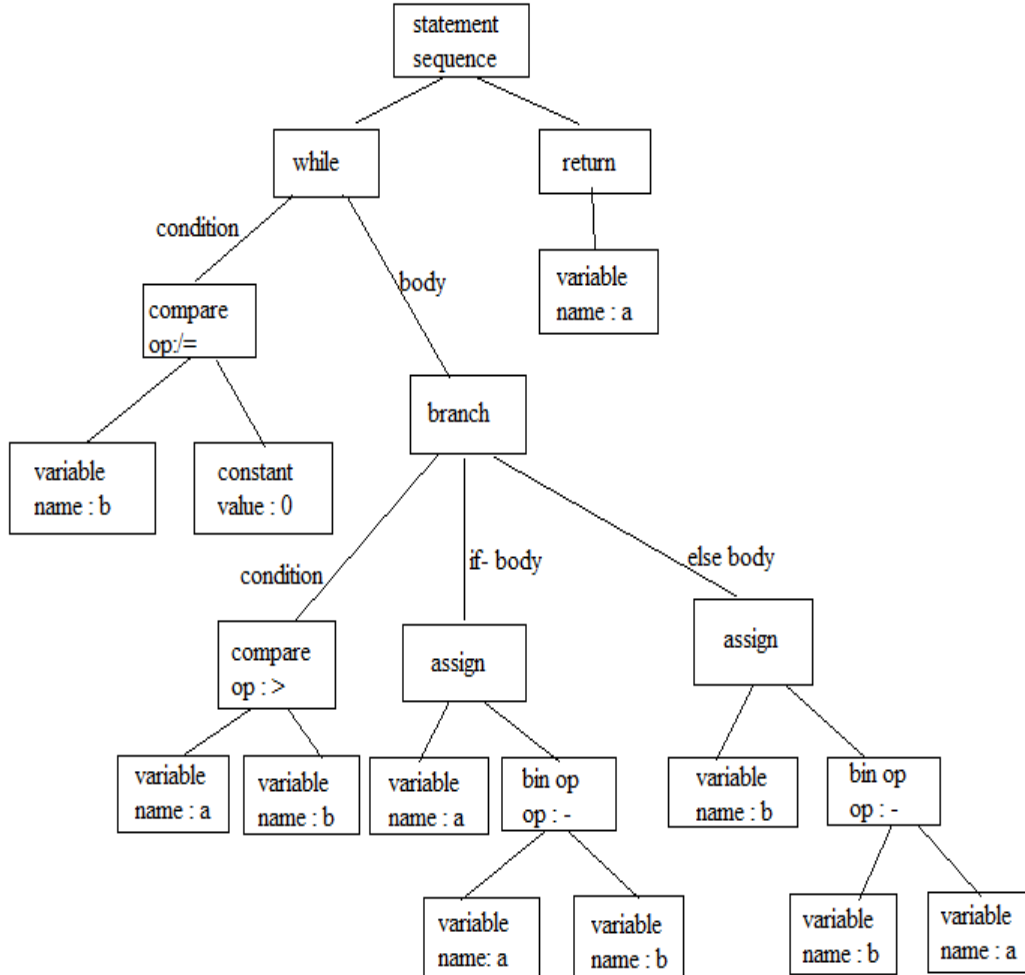 statement
sequence
while
return
condition
body
variable
name : a
compare
op:/=
branch
variable
name : b
constant
value : 0
condition
if- body
else body
compare
op : >
assign
assign
variable
name : a
variable
name : b
variable
name : a
bin op
op : -
variable
name : b
bin op
op : -
variable
name: a
variable
name : b
variable
name : b
variable
name : a